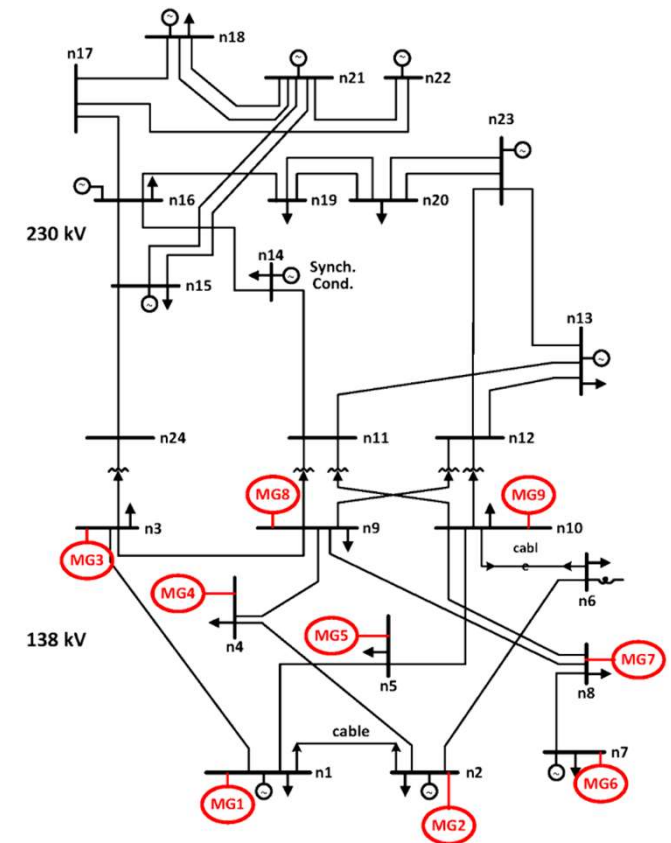 n18
n17
n21
n22
n23
n16
n19
n20
230 kV
n14
Synch.
Cond.
n15
n13
n24
n11
n12
MG8
MG9
n3
n9
n10
MG3
cabl
e
MG4
n6
138 kV
n4
MG5
MG7
n5
n8
cable
n7
n1
n2
MG6
MG1
MG2